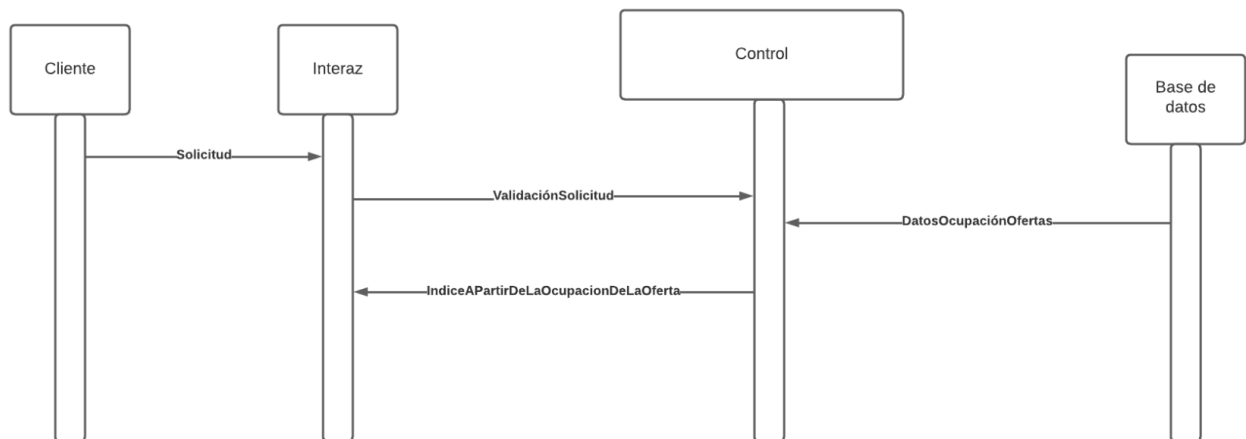 Cliente
Interaz
Control
Base de
datos
Solicitud
ValidaciónSolicitud
DatosOcupaciónOfertas
IndiceAPartirDeLaOcupacionDeLaOferta